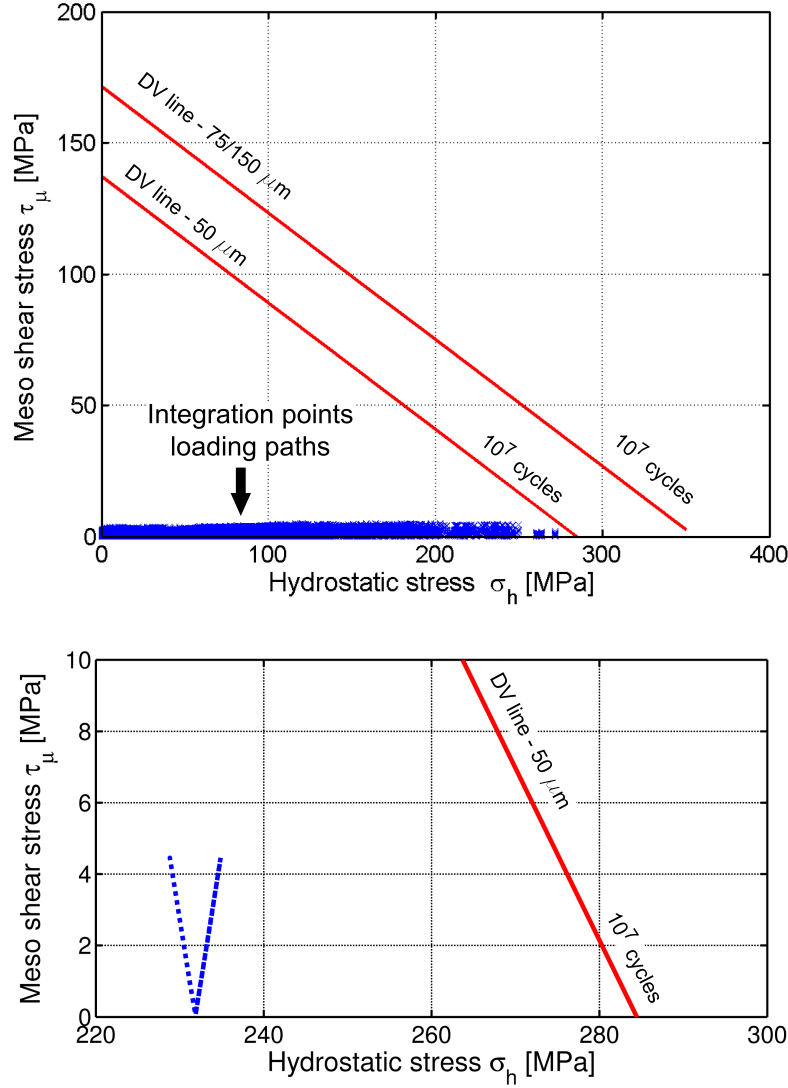 200
150
100
50
0
Meso shear stress τμ [MPa]
DV line - 75/150 μm
DV line - 50 μm
Integration points
loading paths
10⁷ cycles
10⁷ cycles
0
100
200
300
400
Hydrostatic stress σh [MPa]
10
8
6
4
2
0
Meso shear stress τμ [MPa]
DV line - 50 μm
10⁷ cycles
220
240
260
280
300
Hydrostatic stress σh [MPa]